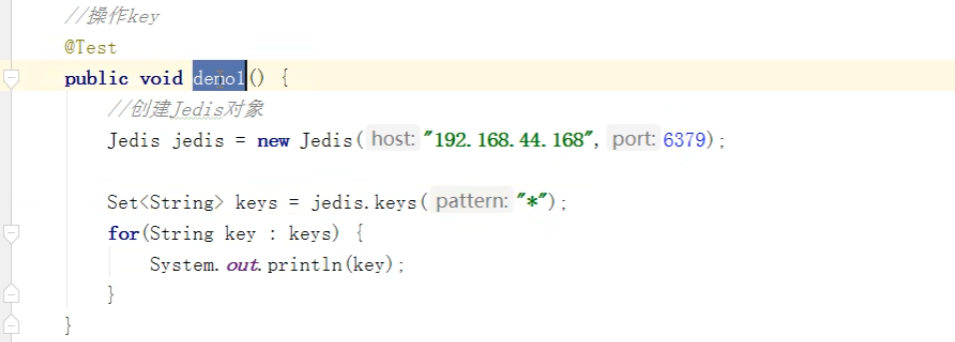 //操作key
@Test
public void demo1() {
//创建Jedis对象
Jedis jedis = new Jedis( host: "192.168.44.168", port: 6379);
Set<String> keys = jedis.keys( pattern: "*");
for(String key : keys) {
System.out.println(key);
}
}